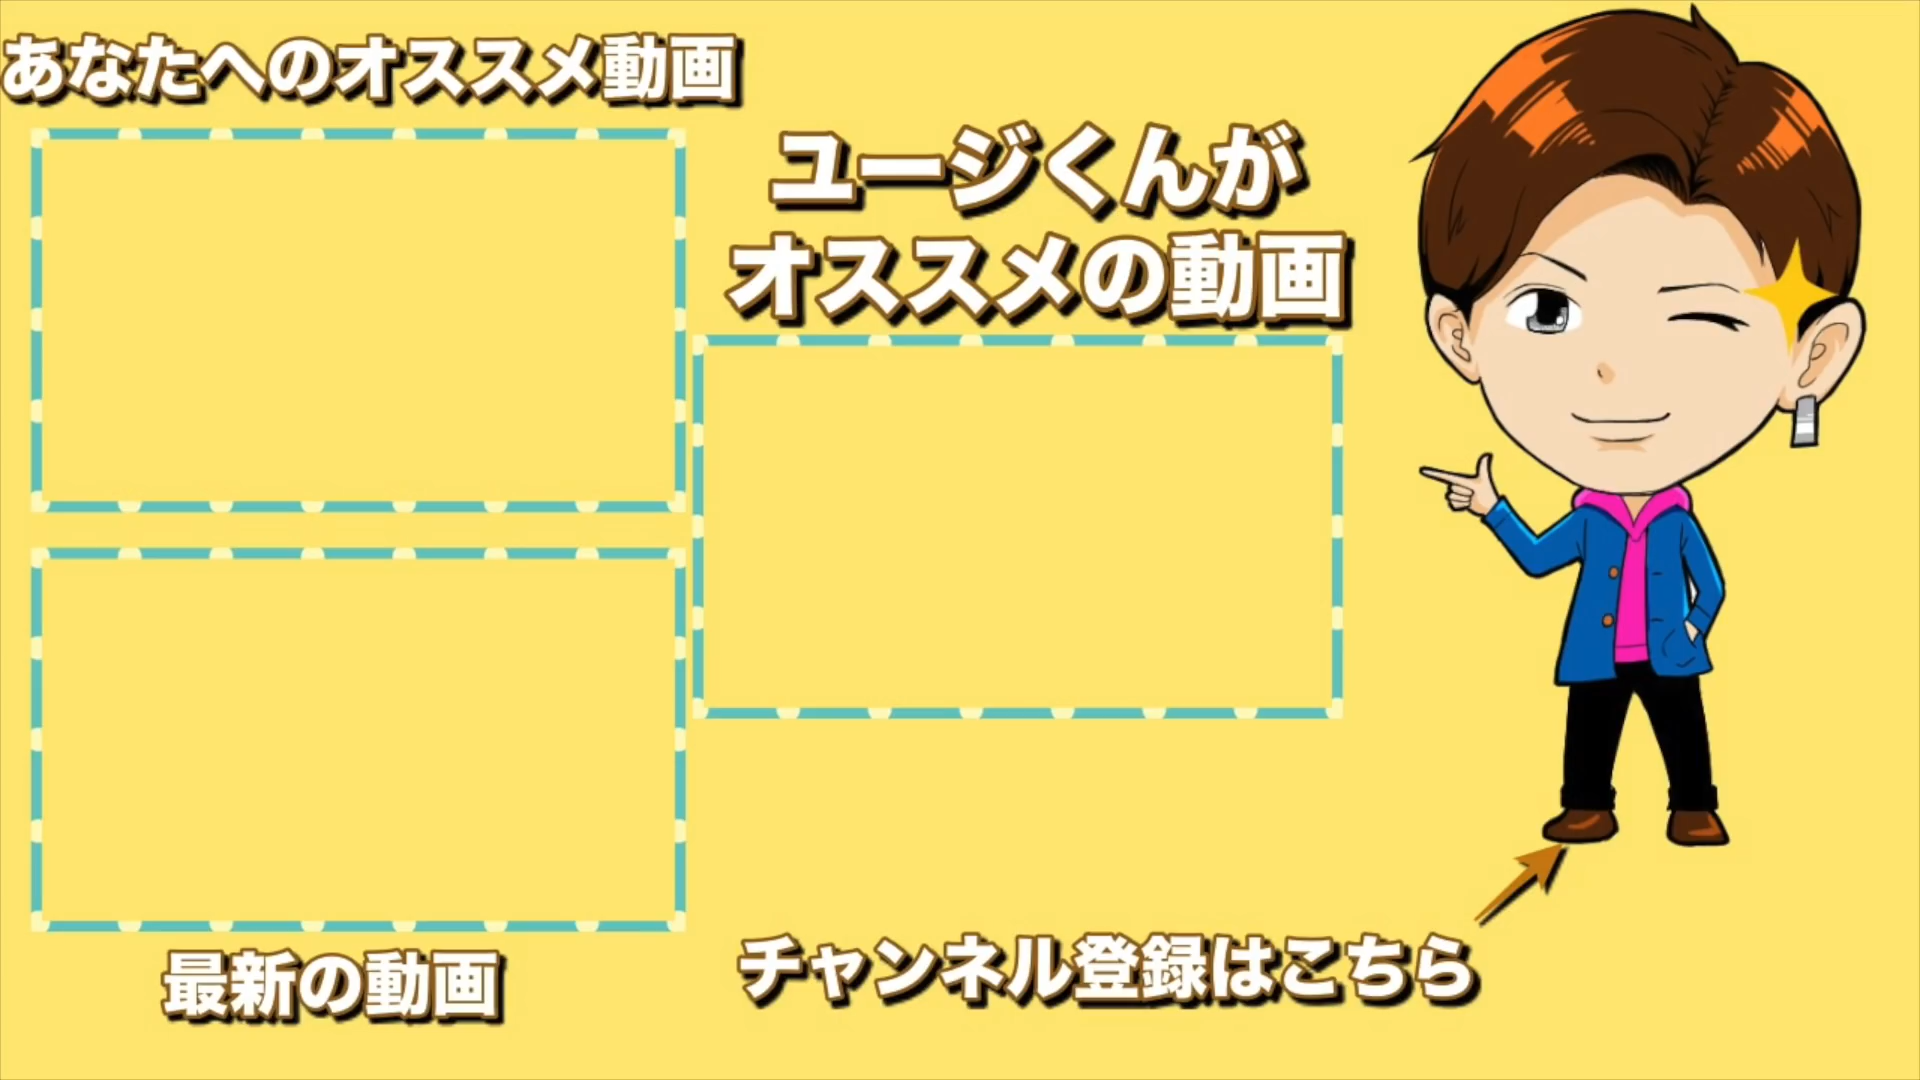 あなたへのオススメ動画
ユージくんが
オススメの動画
最新の動画
チャンネル登録はこちら